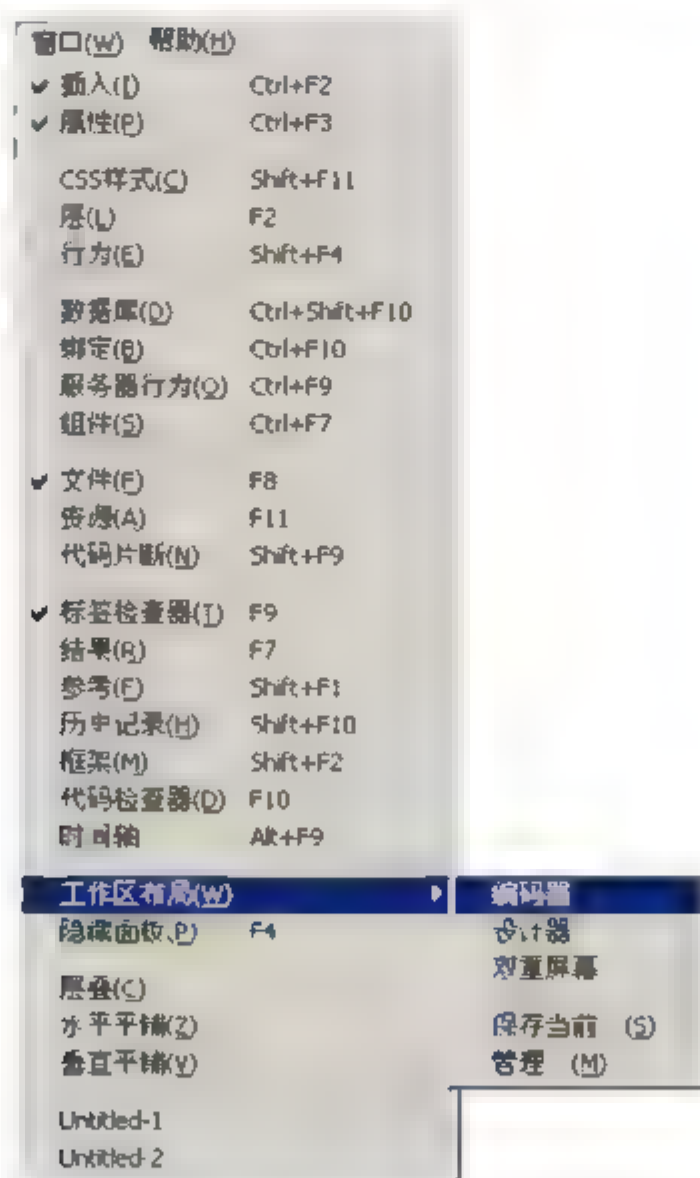 窗口(W) 帮助(H)
✔ 插入(I) Ctrl+F2
✔ 属性(P) Ctrl+F3
CSS样式(C) Shift+F11
层(L) F2
行为(E) Shift+F4
数据库(D) Ctrl+Shift+F10
绑定(B) Ctrl+F10
服务器行为(O) Ctrl+F9
组件(S) Ctrl+F7
✔ 文件(F) F8
资源(A) F11
代码片断(N) Shift+F9
✔ 标签检查器(T) F9
结果(R) F7
参考(F) Shift+F1
历史记录(H) Shift+F10
框架(M) Shift+F2
代码检查器(D) F10
时间轴 Alt+F9
工作区布局(W)
编码器
隐藏面板(P) F4
设计器
双重屏幕
层叠(C)
水平平铺(Z)
保存当前 (S)
垂直平铺(V)
管理 (M)
Untitled-1
Untitled-2